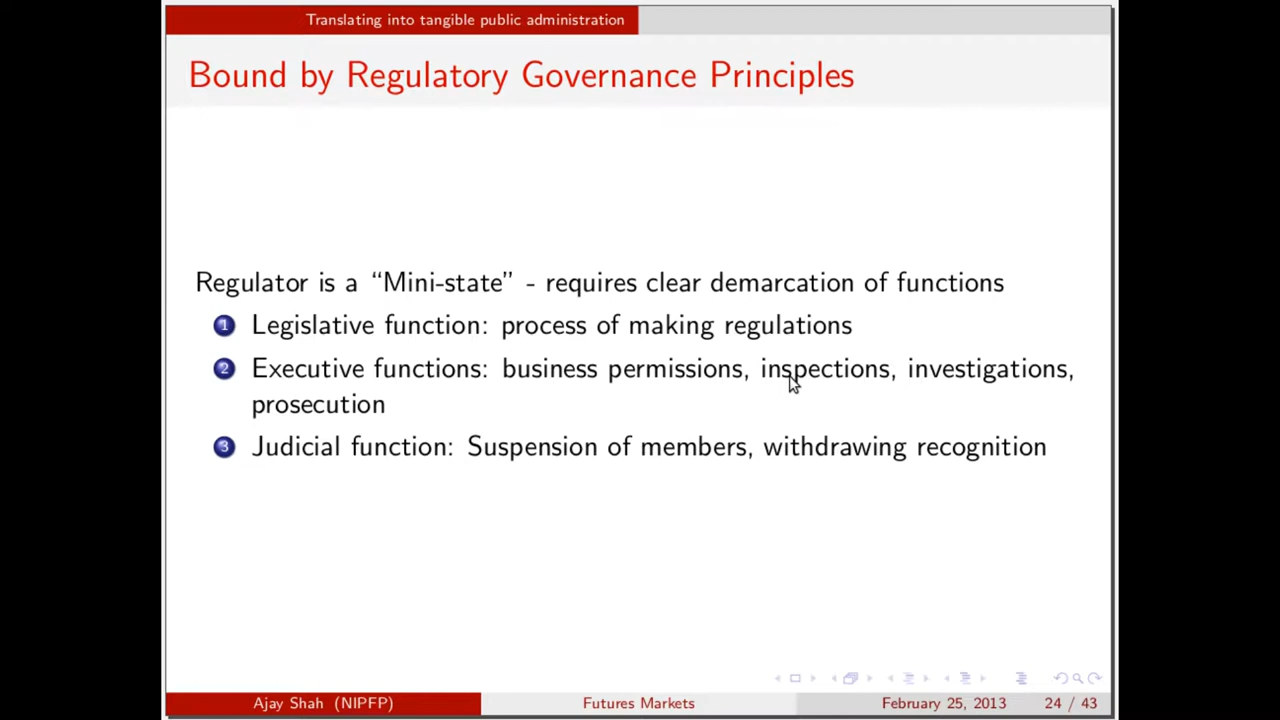 Translating into tangible public administration
Bound by Regulatory Governance Principles
Regulator is a “Mini-state” - requires clear demarcation of functions
1 Legislative function: process of making regulations
2 Executive functions: business permissions, inspections, investigations,
prosecution
3 Judicial function: Suspension of members, withdrawing recognition
Ajay Shah (NIPFP) Futures Markets February 25, 2013 24 / 43